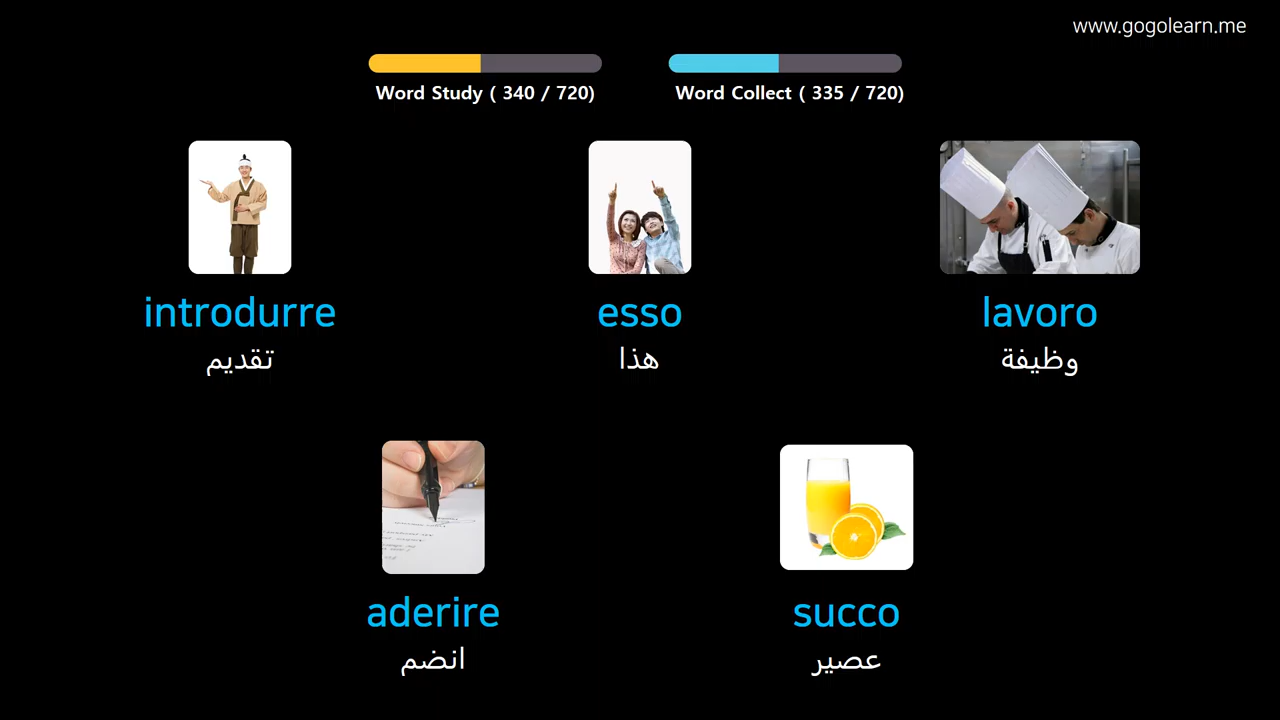 www.gogolearn.me
Word Study ( 340 / 720)
Word Collect ( 335 / 720)
introdurre
تقديم
esso
هذا
lavoro
وظيفة
aderire
انضم
succo
عصير